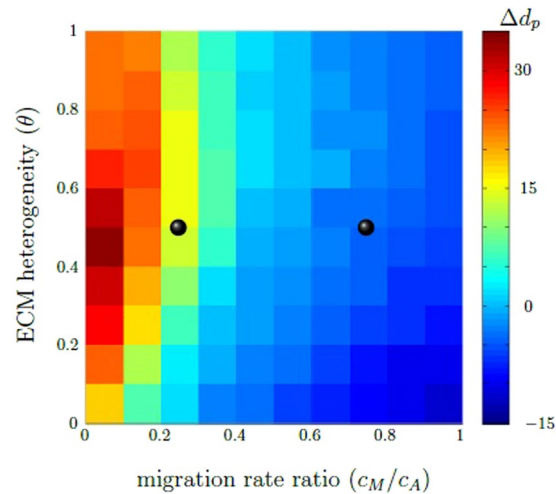 Δd_p
1
0.8
0.6
0.4
0.2
0
ECM heterogeneity (θ)
0 0.2 0.4 0.6 0.8 1
migration rate ratio (c_M/c_A)
30
15
0
−15